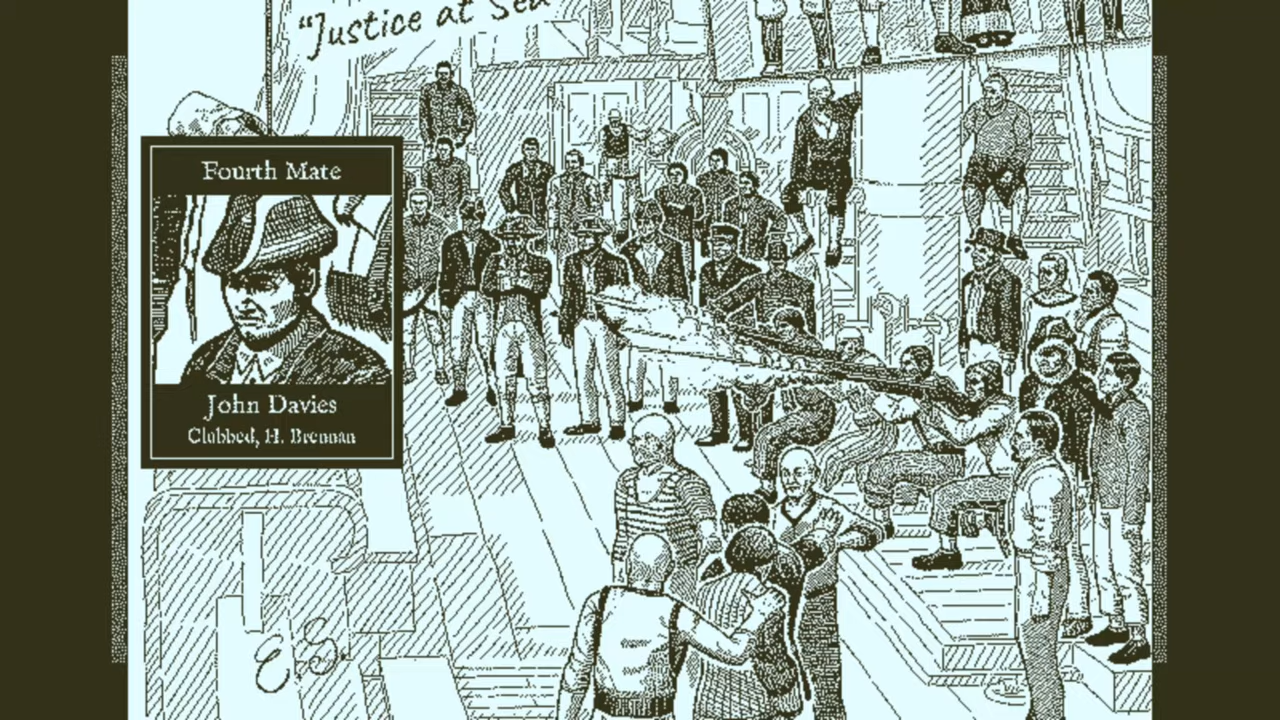 "Justice at Sea
Fourth Mate
John Davies
Clubbed, H. Brennan
E.S.